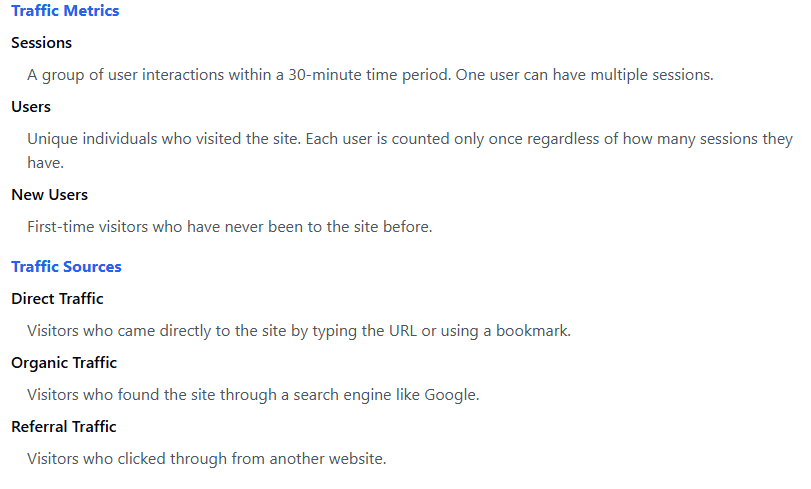 Traffic Metrics
Sessions
A group of user interactions within a 30-minute time period. One user can have multiple sessions.
Users
Unique individuals who visited the site. Each user is counted only once regardless of how many sessions they
have.
New Users
First-time visitors who have never been to the site before.
Traffic Sources
Direct Traffic
Visitors who came directly to the site by typing the URL or using a bookmark.
Organic Traffic
Visitors who found the site through a search engine like Google.
Referral Traffic
Visitors who clicked through from another website.